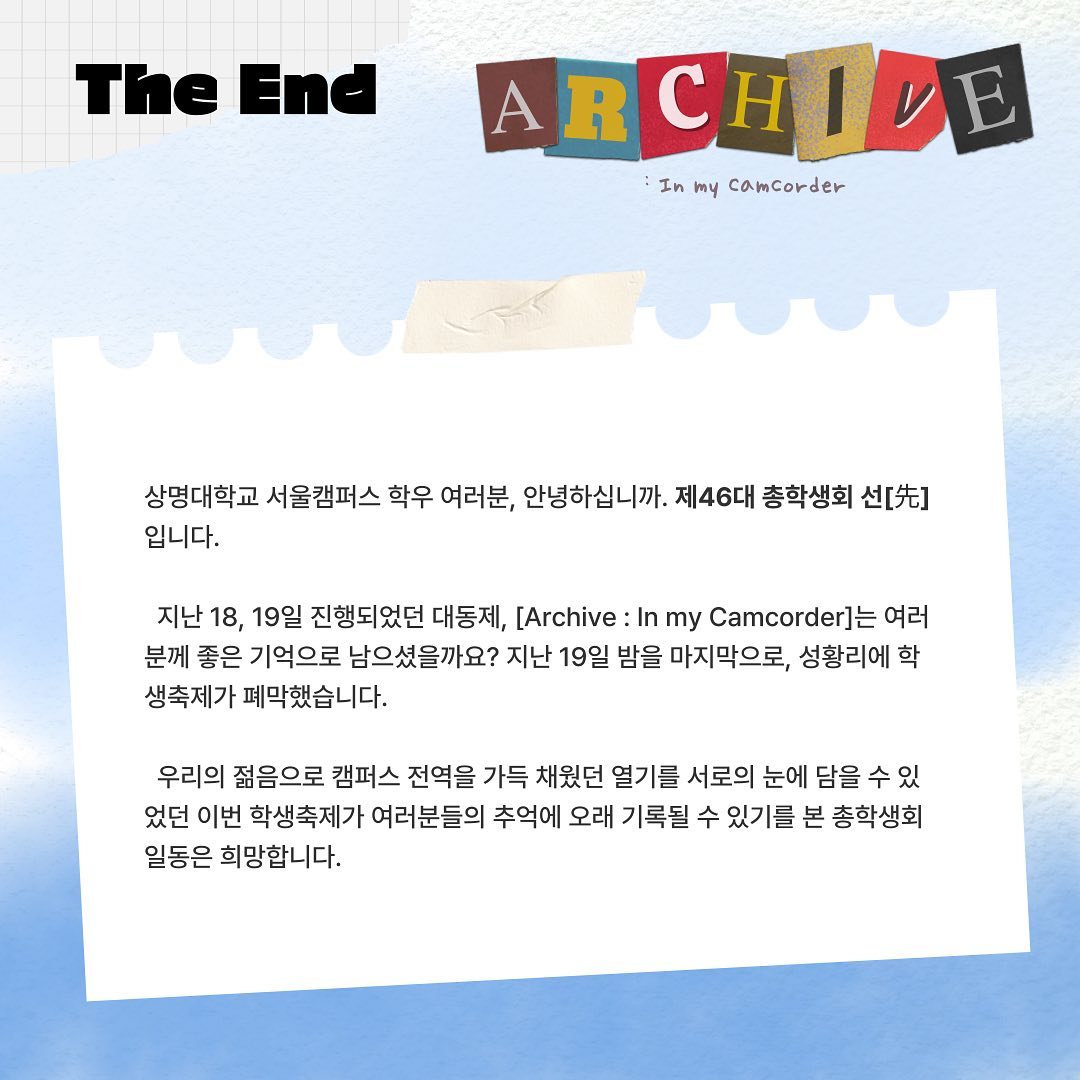 The End
ARCHIVE
: In my Camcorder
상명대학교 서울캠퍼스 학우 여러분, 안녕하십니까. 제46대 총학생회 선[先]
입니다.
지난 18, 19일 진행되었던 대동제, [Archive : In my Camcorder]는 여러
분께 좋은 기억으로 남으셨을까요? 지난 19일 밤을 마지막으로, 성황리에 학
생축제가 폐막했습니다.
우리의 젊음으로 캠퍼스 전역을 가득 채웠던 열기를 서로의 눈에 담을 수 있
었던 이번 학생축제가 여러분들의 추억에 오래 기록될 수 있기를 본 총학생회
일동은 희망합니다.